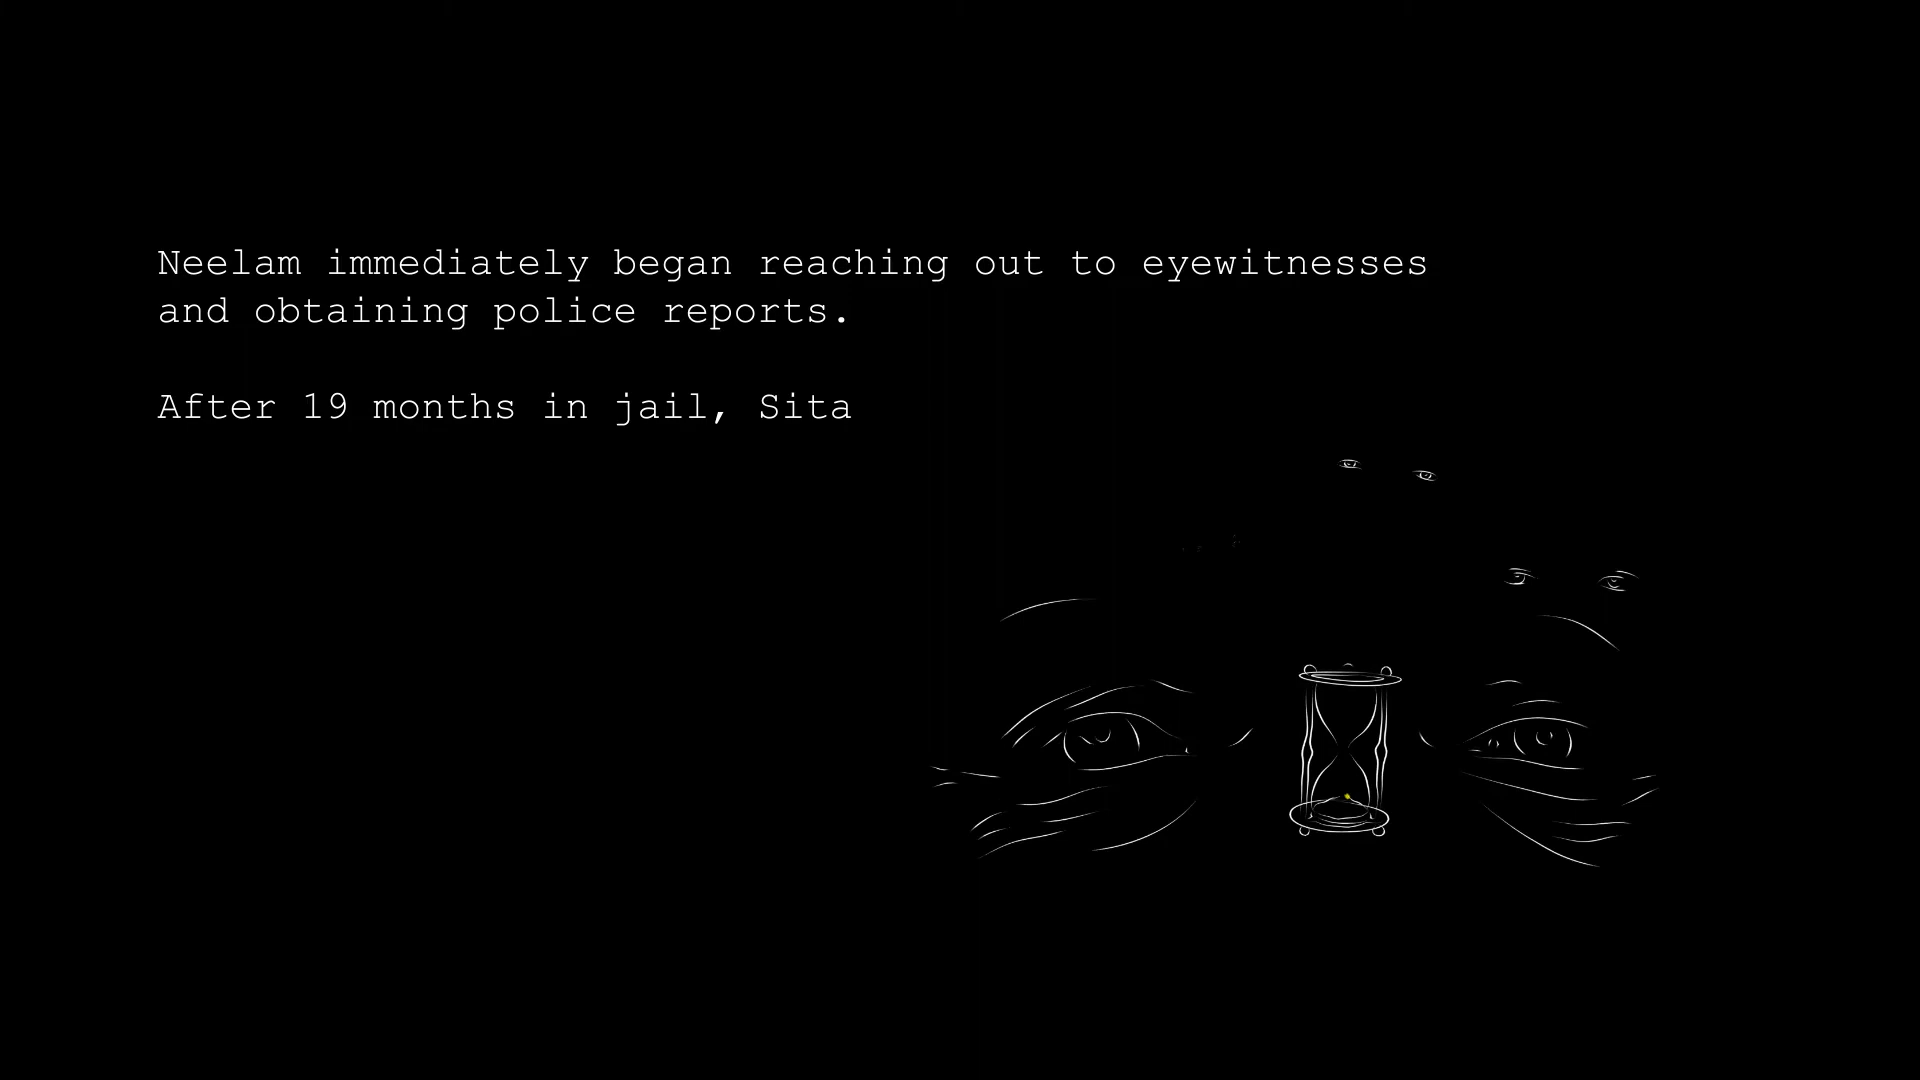 Neelam immediately began reaching out to eyewitnesses
and obtaining police reports.
After 19 months in jail, Sita